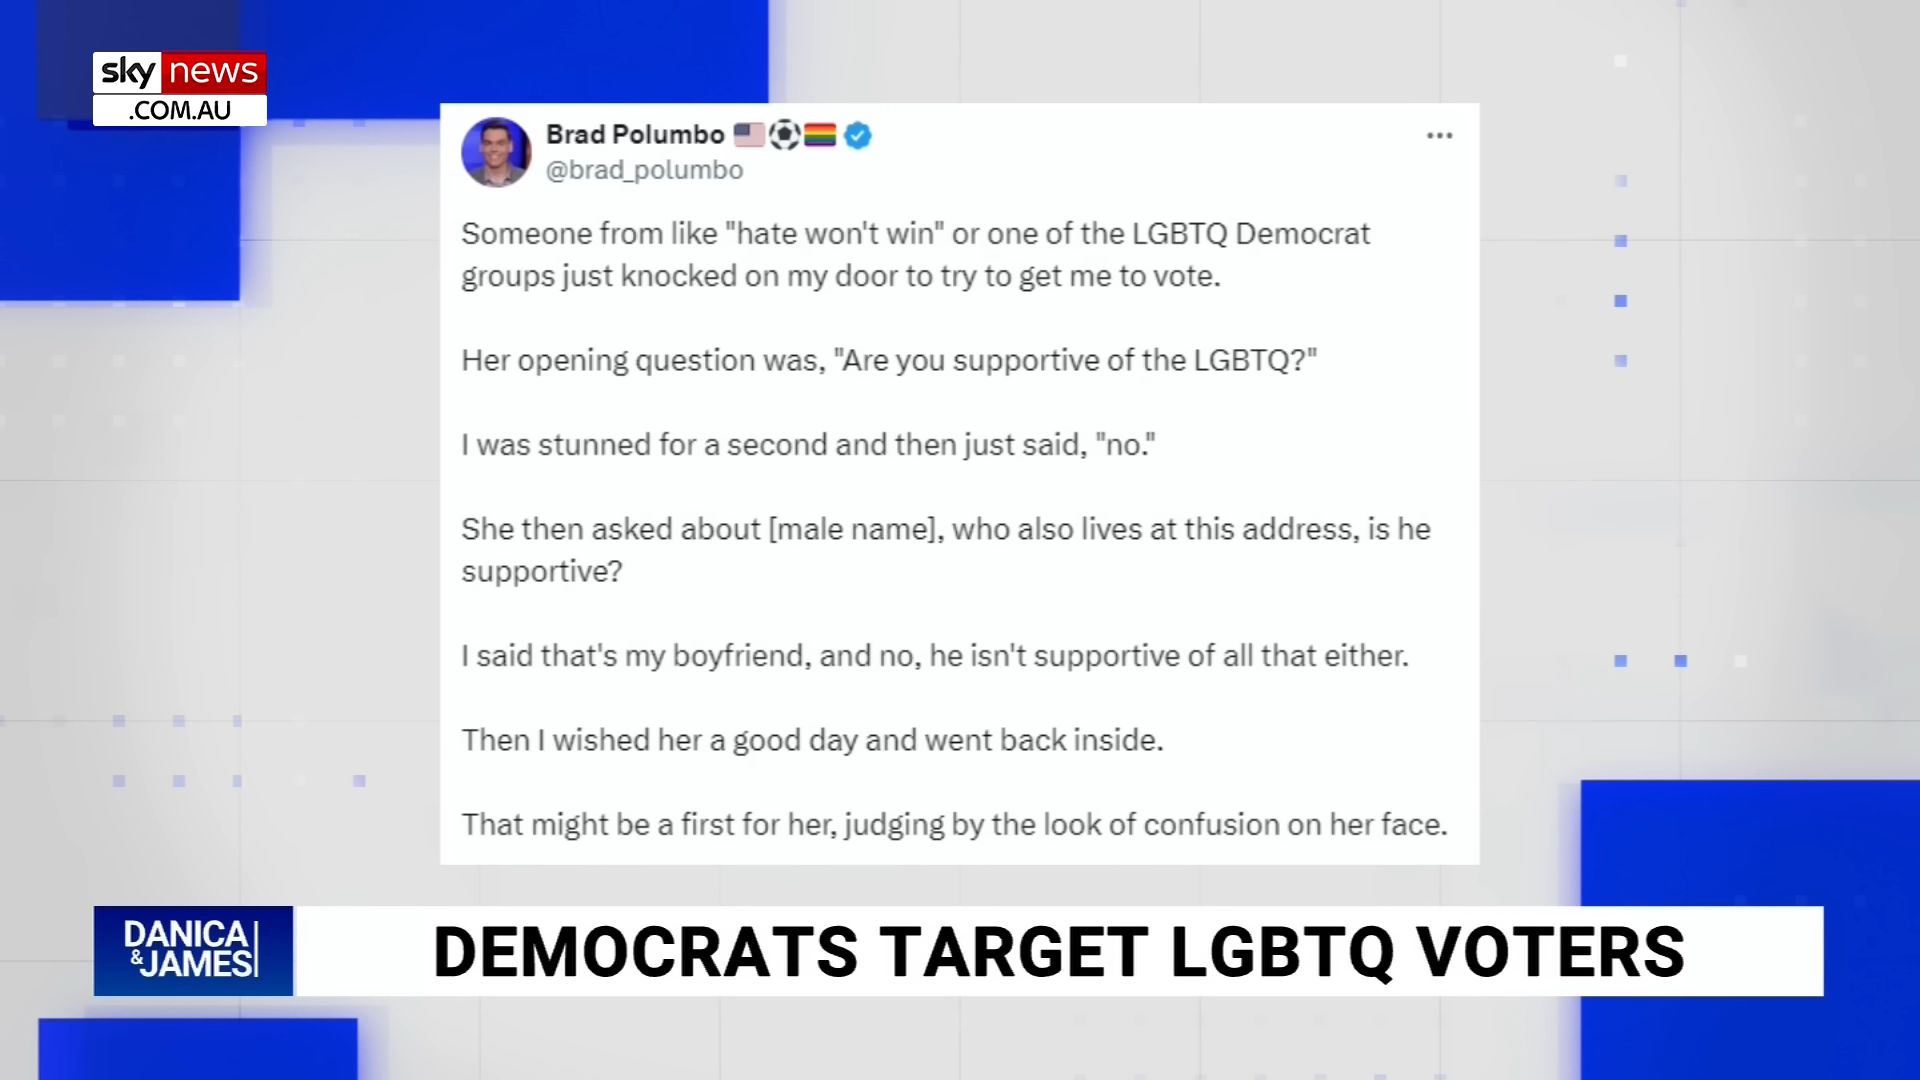 sky news
.COM.AU
Brad Polumbo 🇺🇸⚽🏳️‍🌈
@brad_polumbo
Someone from like "hate won't win" or one of the LGBTQ Democrat
groups just knocked on my door to try to get me to vote.
Her opening question was, "Are you supportive of the LGBTQ?"
I was stunned for a second and then just said, "no."
She then asked about [male name], who also lives at this address, is he
supportive?
I said that's my boyfriend, and no, he isn't supportive of all that either.
Then I wished her a good day and went back inside.
That might be a first for her, judging by the look of confusion on her face.
DANICA
&JAMES
DEMOCRATS TARGET LGBTQ VOTERS